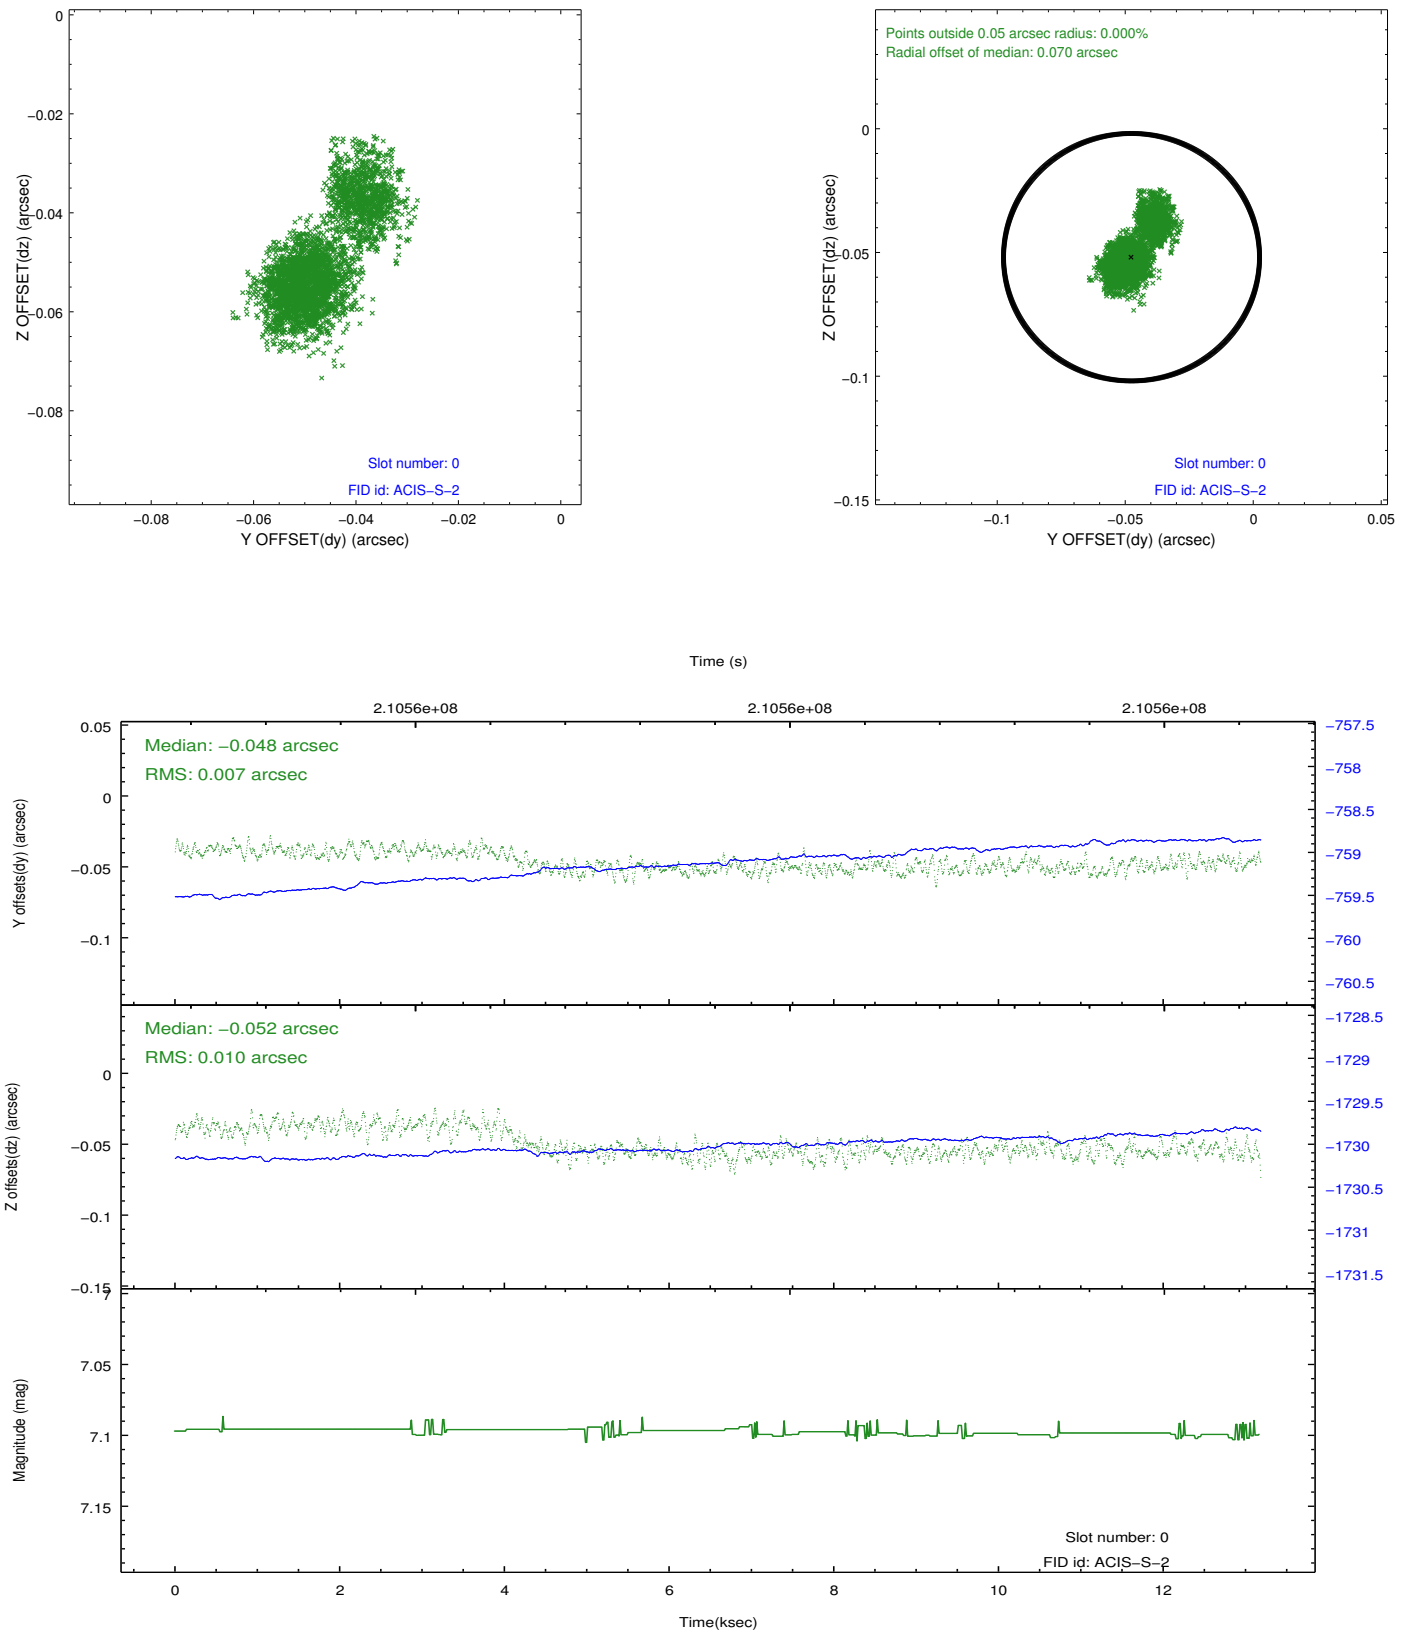 0
−0.02
−0.04
−0.06
−0.08
Z OFFSET(dz) (arcsec)
Slot number: 0
FID id: ACIS−S−2
−0.08
−0.06
−0.04
−0.02
0
Y OFFSET(dy) (arcsec)
Points outside 0.05 arcsec radius: 0.000%
Radial offset of median: 0.070 arcsec
0
−0.05
−0.1
−0.15
Z OFFSET(dz) (arcsec)
Slot number: 0
FID id: ACIS−S−2
−0.1
−0.05
0
0.05
Y OFFSET(dy) (arcsec)
Time (s)
2.1056e+08
2.1056e+08
2.1056e+08
0.05
0
−0.05
−0.1
Y offsets(dy) (arcsec)
Median: −0.048 arcsec
RMS: 0.007 arcsec
−757.5
−758
−758.5
−759
−759.5
−760
−760.5
0
−0.05
−0.1
−0.15
Z offsets(dz) (arcsec)
Median: −0.052 arcsec
RMS: 0.010 arcsec
−1728.5
−1729
−1729.5
−1730
−1730.5
−1731
−1731.5
7
7.05
7.1
7.15
Magnitude (mag)
Slot number: 0
FID id: ACIS−S−2
0
2
4
6
8
10
12
Time(ksec)